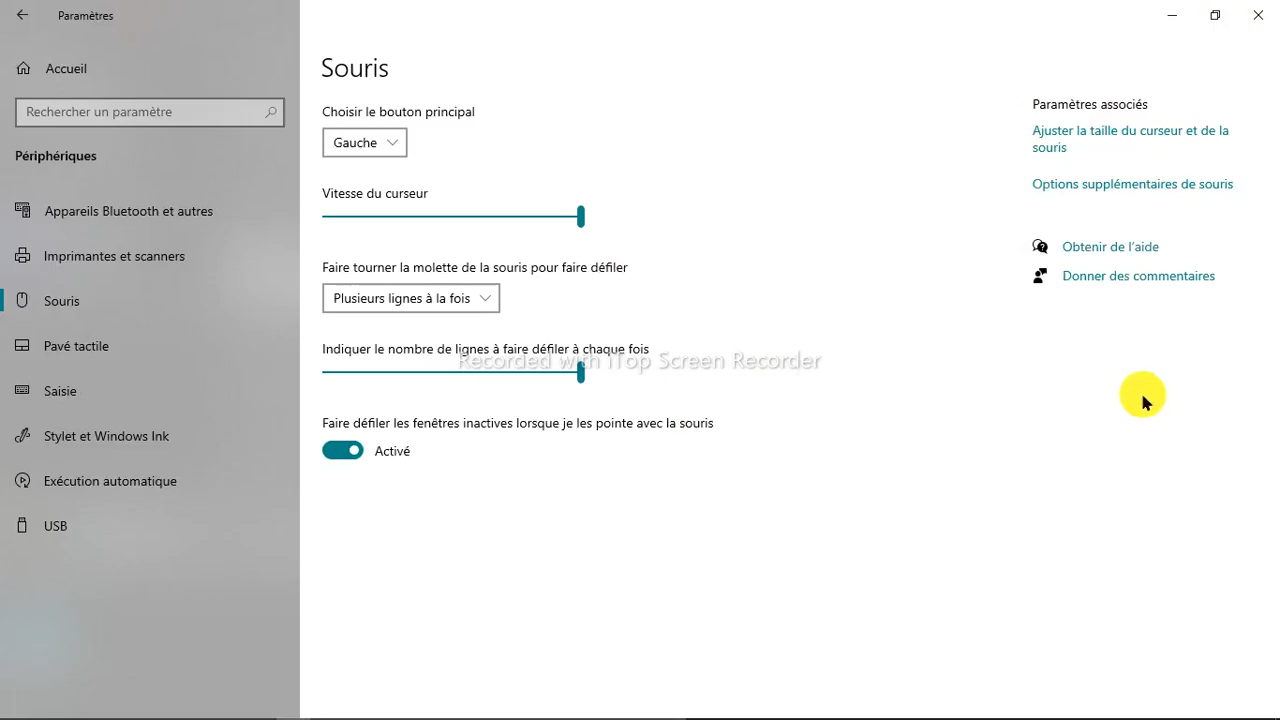 Paramètres
Accueil
Rechercher un paramètre
Périphériques
Appareils Bluetooth et autres
Imprimantes et scanners
Souris
Pavé tactile
Saisie
Stylet et Windows Ink
Exécution automatique
USB
Souris
Choisir le bouton principal
Gauche
Vitesse du curseur
Faire tourner la molette de la souris pour faire défiler
Plusieurs lignes à la fois
Indiquer le nombre de lignes à faire défiler à chaque fois
Recorded with iTop Screen Recorder
Faire défiler les fenêtres inactives lorsque je les pointe avec la souris
Activé
Paramètres associés
Ajuster la taille du curseur et de la
souris
Options supplémentaires de souris
Obtenir de l'aide
Donner des commentaires